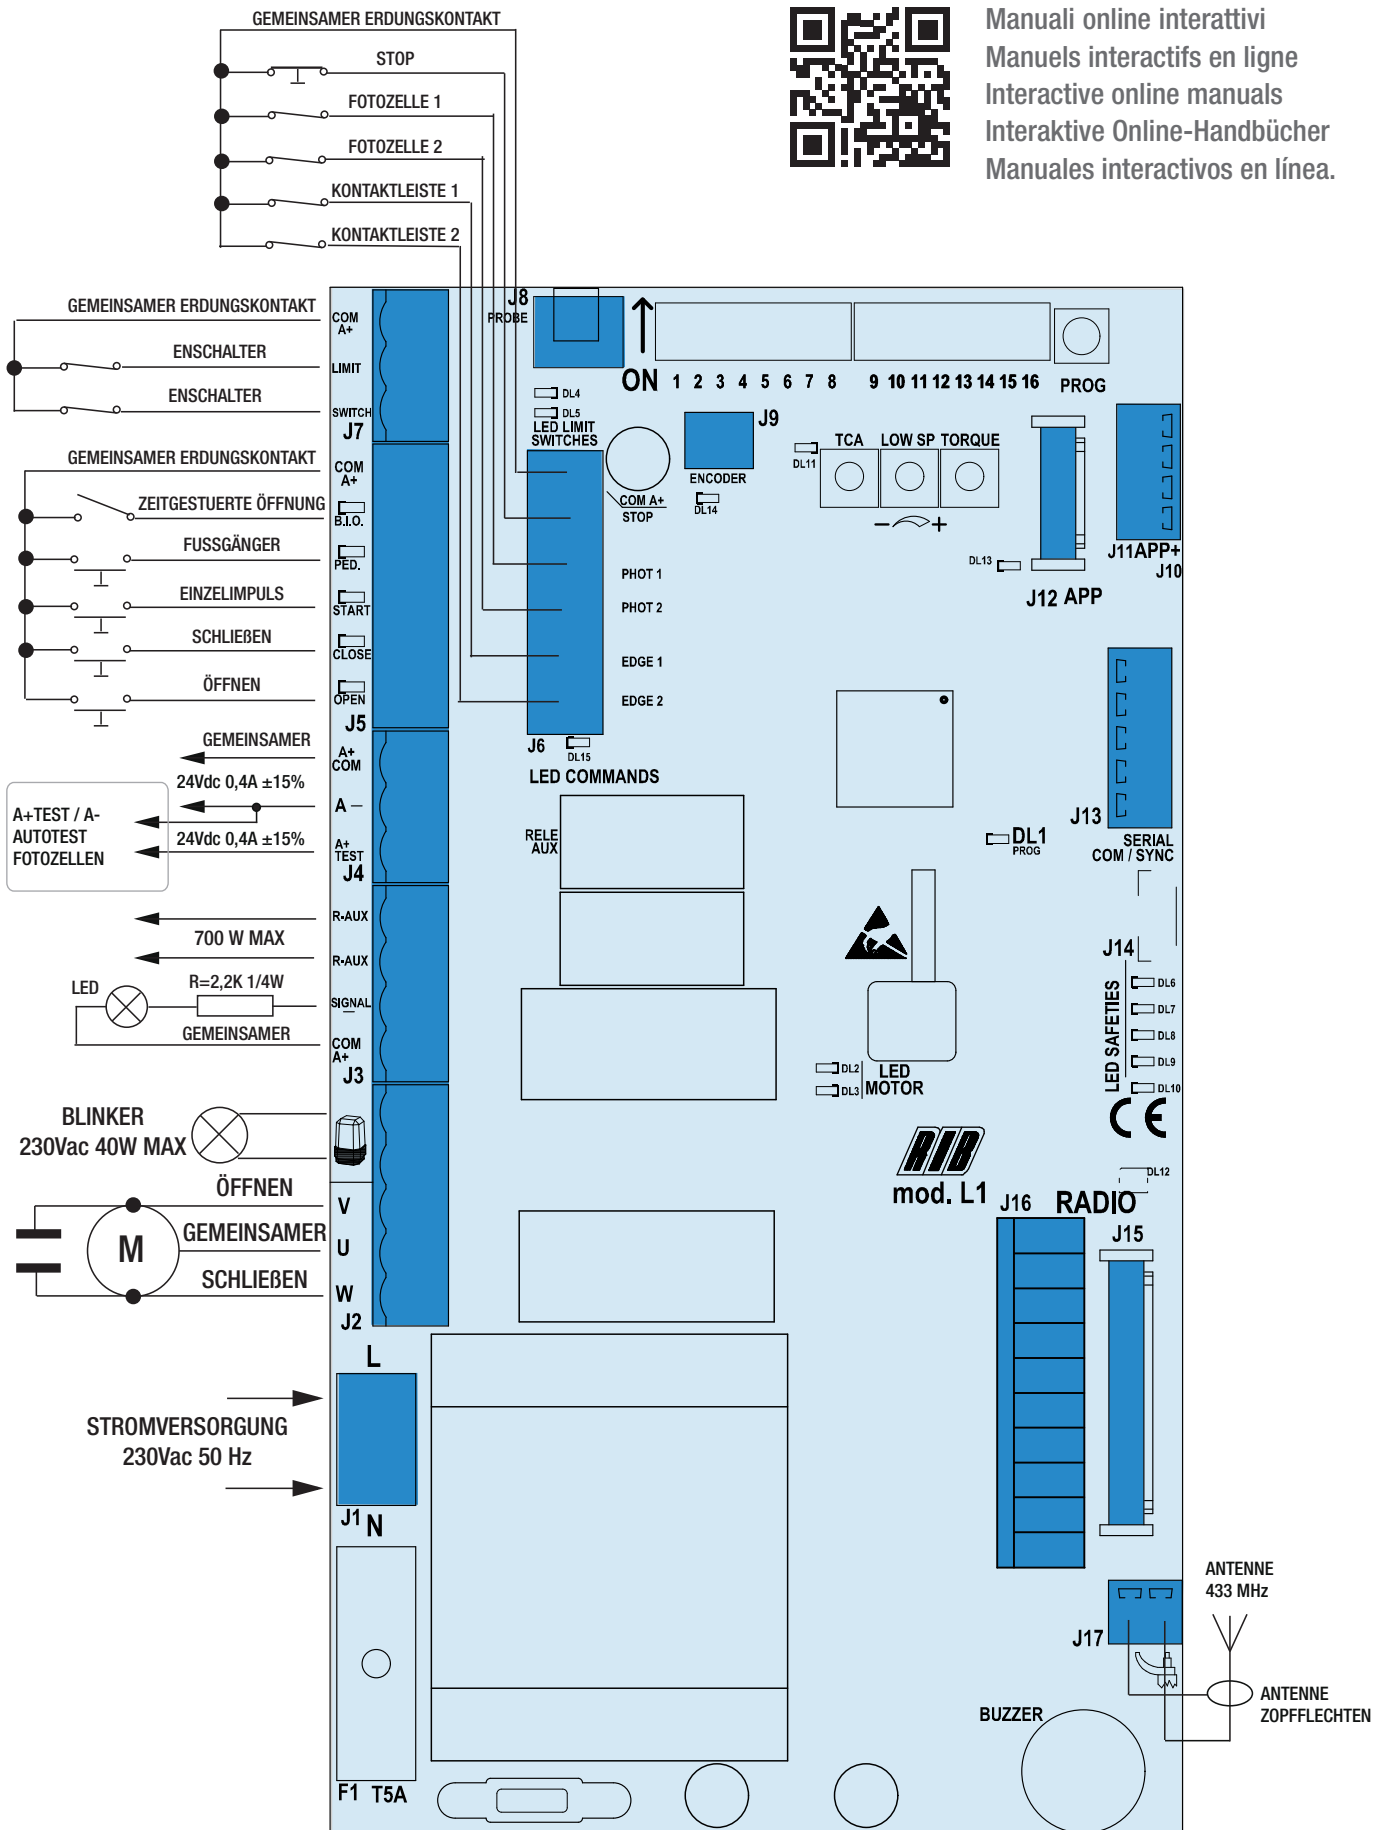 GEMEINSAMER ERDUNGSKONTAKT
STOP
FOTOZELLE 1
FOTOZELLE 2
KONTAKTLEISTE 1
KONTAKTLEISTE 2
Manuali online interattivi
Manuels interactifs en ligne
Interactive online manuals
Interaktive Online-Handbücher
Manuales interactivos en línea.
GEMEINSAMER ERDUNGSKONTAKT
ENSCHALTER
ENSCHALTER
COM
A+
LIMIT
SWITCH
J7
GEMEINSAMER ERDUNGSKONTAKT
ZEITGESTUERTE ÖFFNUNG
FUSSGÄNGER
EINZELIMPULS
SCHLIEßEN
ÖFFNEN
COM
A+
B.I.O.
PED.
START
CLOSE
OPEN
J5
GEMEINSAMER
24Vdc 0,4A ±15%
24Vdc 0,4A ±15%
A+TEST / A-
AUTOTEST
FOTOZELLEN
A+
COM
A −
A+
TEST
J4
700 W MAX
LED
R=2,2K 1/4W
GEMEINSAMER
R-AUX
R-AUX
SIGNAL
−
COM
A+
J3
BLINKER
230Vac 40W MAX
ÖFFNEN
GEMEINSAMER
SCHLIEßEN
M
V
U
W
J2
L
STROMVERSORGUNG
230Vac 50 Hz
J1
N
F1 T5A
J8
PROBE
ON
1 2 3 4 5 6 7 8 9 10 11 12 13 14 15 16
PROG
DL4
DL5
LED LIMIT
SWITCHES
COM A+
STOP
PHOT 1
PHOT 2
EDGE 1
EDGE 2
J6
DL15
LED COMMANDS
J9
ENCODER
DL14
DL11
TCA LOW SP TORQUE
− +
DL13
J12 APP
J11 APP+
J10
RELE
AUX
DL1
PROG
J13
SERIAL
COM / SYNC
J14
LED SAFETIES
DL6
DL7
DL8
DL9
DL10
CE
DL2
DL3
LED
MOTOR
RIB
mod. L1
DL12
J16
RADIO
J15
J17
ANTENNE
433 MHz
ANTENNE
ZOPFFLECHTEN
BUZZER